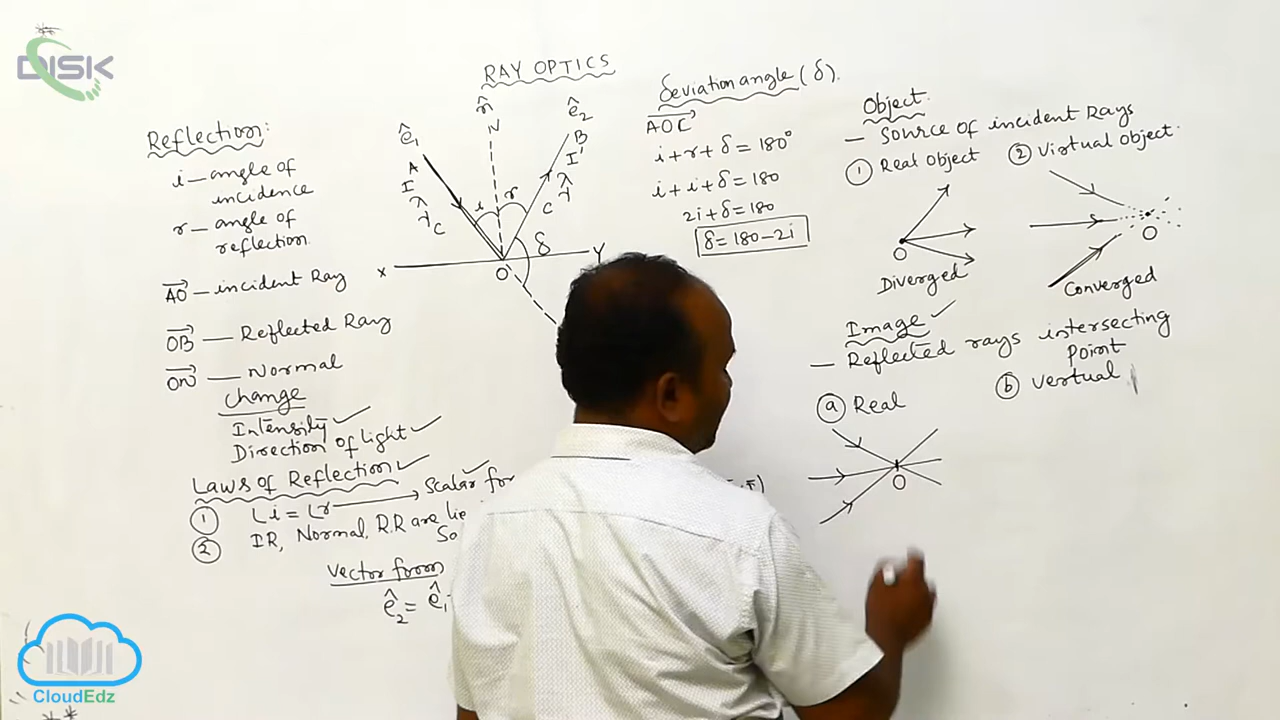 DISK
RAY OPTICS
Reflection:
i — angle of
incidence
r — angle of
reflection
AO — incident Ray
OB — Reflected Ray
ON — Normal
Change
Intensity ✓
Direction of light ✓
Laws of Reflection ✓
① ∠i = ∠r → Scalar for
② IR, Normal, R.R are lie
So
Vector from
ê₂ = ê₁
ê₁
n̂
N
ê₂
A
B
I
I'
λ
λ
C
C
i
r
δ
X
O
Y
Deviation angle (δ).
AOC
i + r + δ = 180°
i + i + δ = 180
2i + δ = 180
δ = 180 - 2i
Object:
— Source of incident Rays
① Real object
② Virtual object.
O
O
Diverged
Converged
Image ✓
— Reflected rays intersecting
point
ⓐ Real
ⓑ Vertual
O
CloudEdz